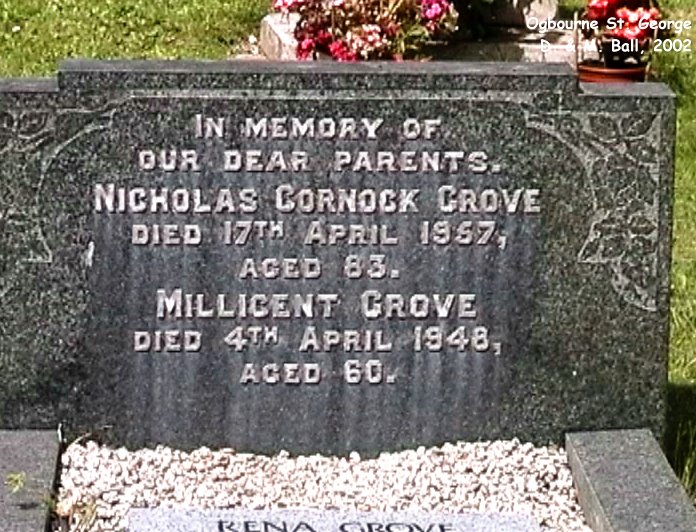 Ogbourne St. George
D. & M. Ball, 2002
IN MEMORY OF
OUR DEAR PARENTS.
NICHOLAS CORNOCK GROVE
DIED 17TH APRIL 1957,
AGED 83.
MILLICENT GROVE
DIED 4TH APRIL 1948,
AGED 60.
RENA GROVE